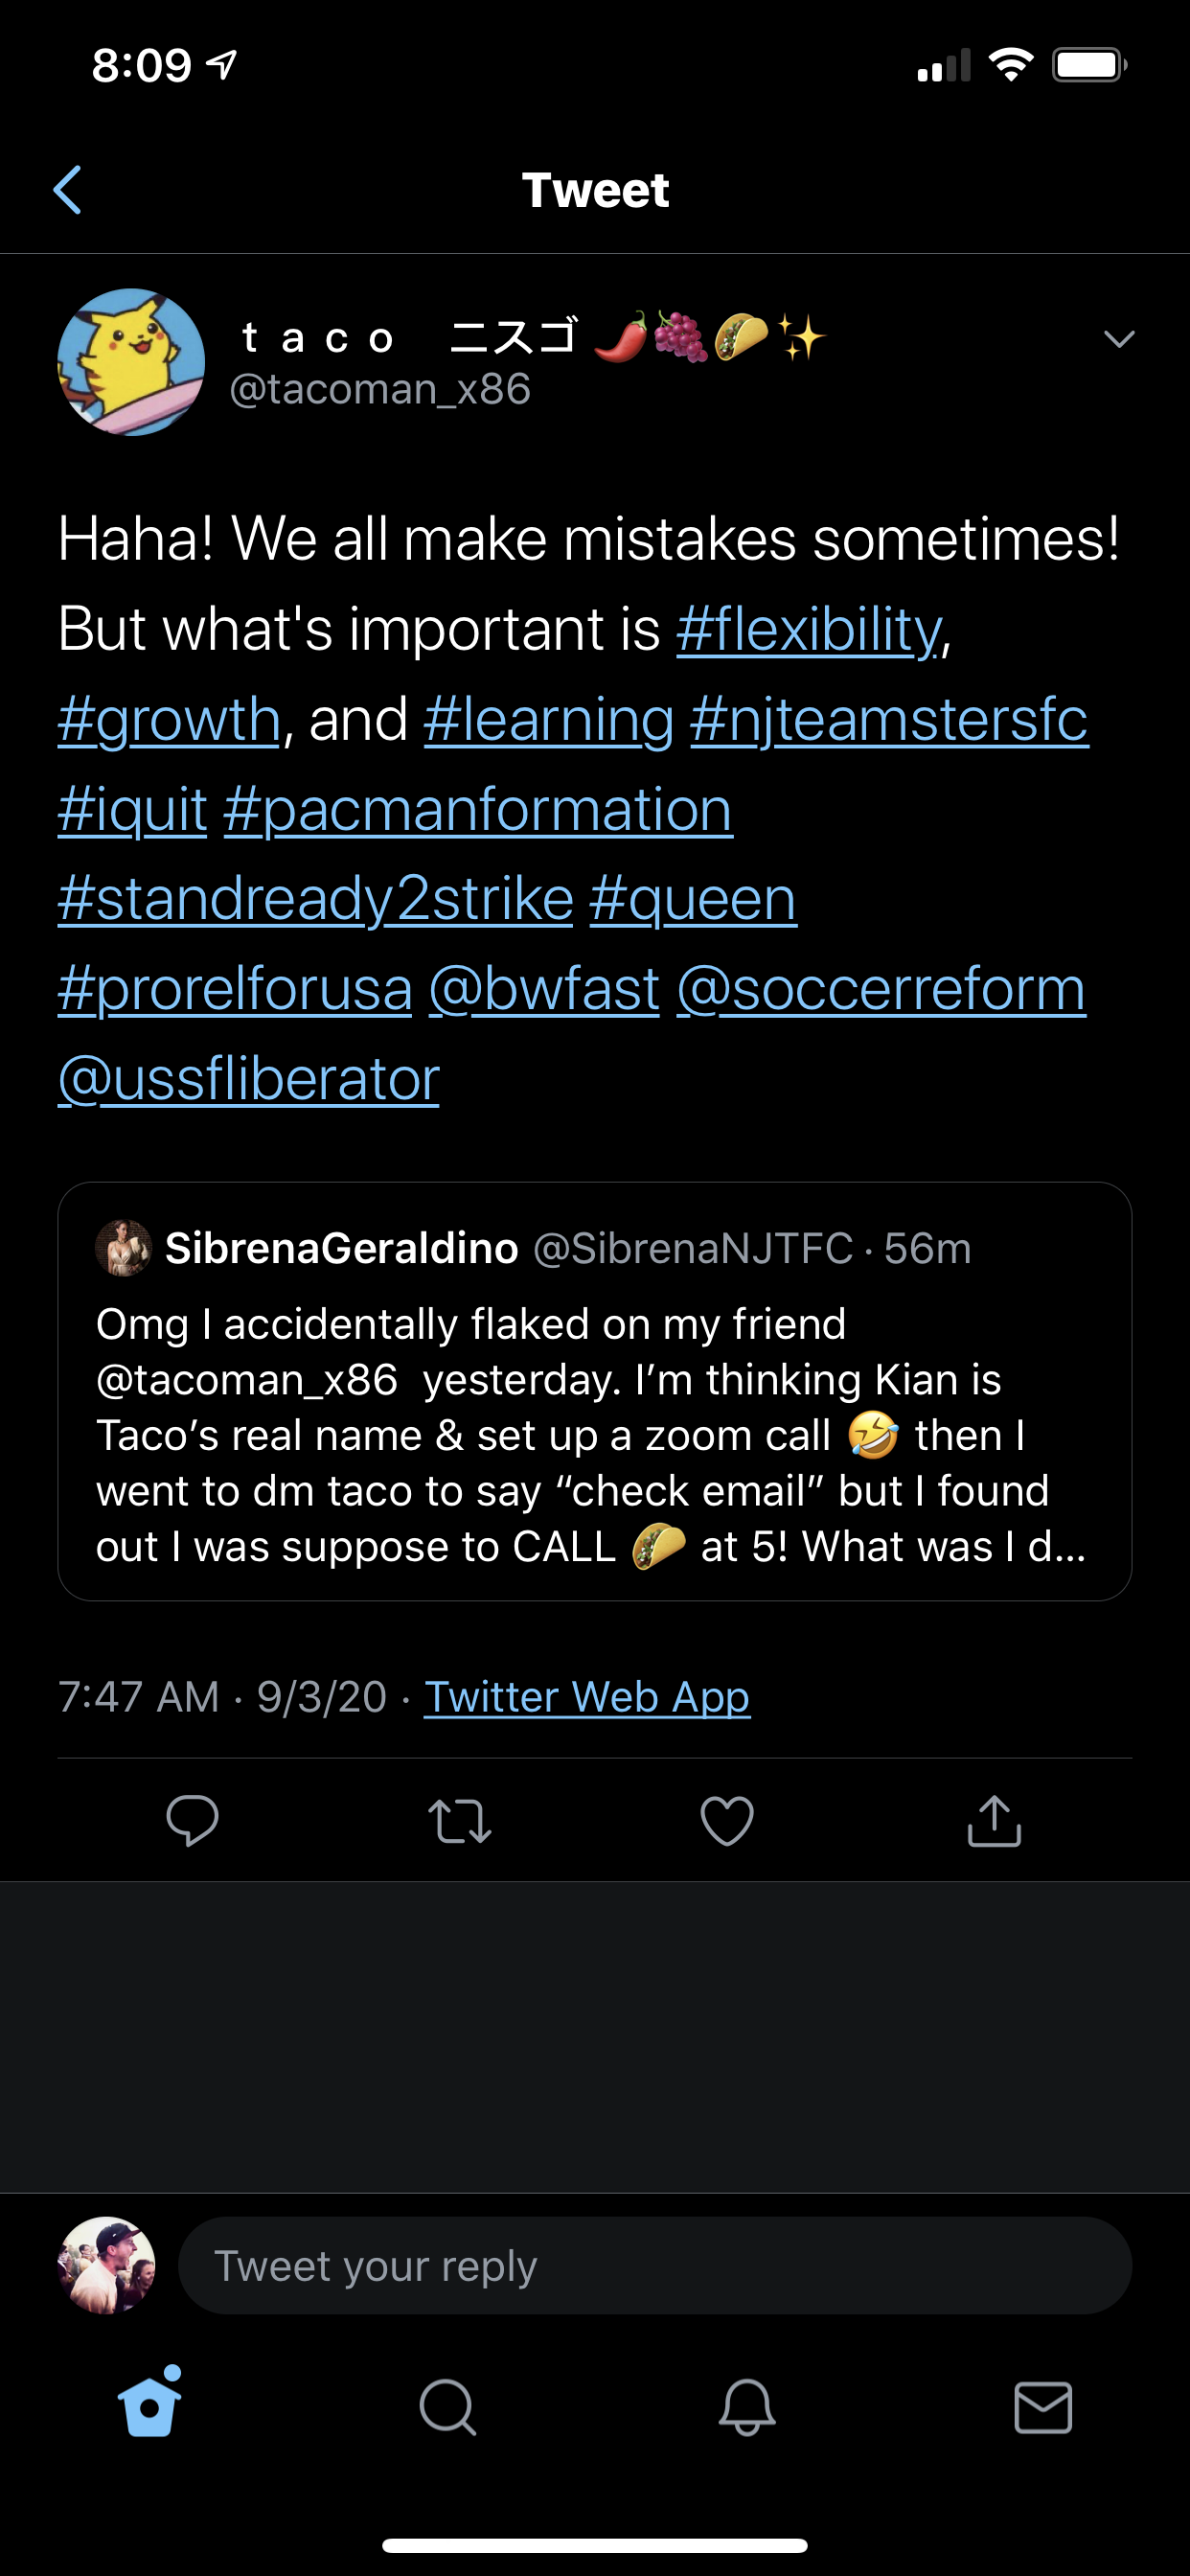 8:09
Tweet
ｔａｃｏ　ニスゴ 🌶️🍇🌮✨
@tacoman_x86
Haha! We all make mistakes sometimes!
But what's important is #flexibility,
#growth, and #learning #njteamstersfc
#iquit #pacmanformation
#standready2strike #queen
#prorelforusa @bwfast @soccerreform
@ussfliberator
SibrenaGeraldino @SibrenaNJTFC · 56m
Omg I accidentally flaked on my friend
@tacoman_x86  yesterday. I’m thinking Kian is
Taco’s real name & set up a zoom call 🤣 then I
went to dm taco to say “check email” but I found
out I was suppose to CALL 🌮 at 5! What was I d...
7:47 AM · 9/3/20 · Twitter Web App
Tweet your reply